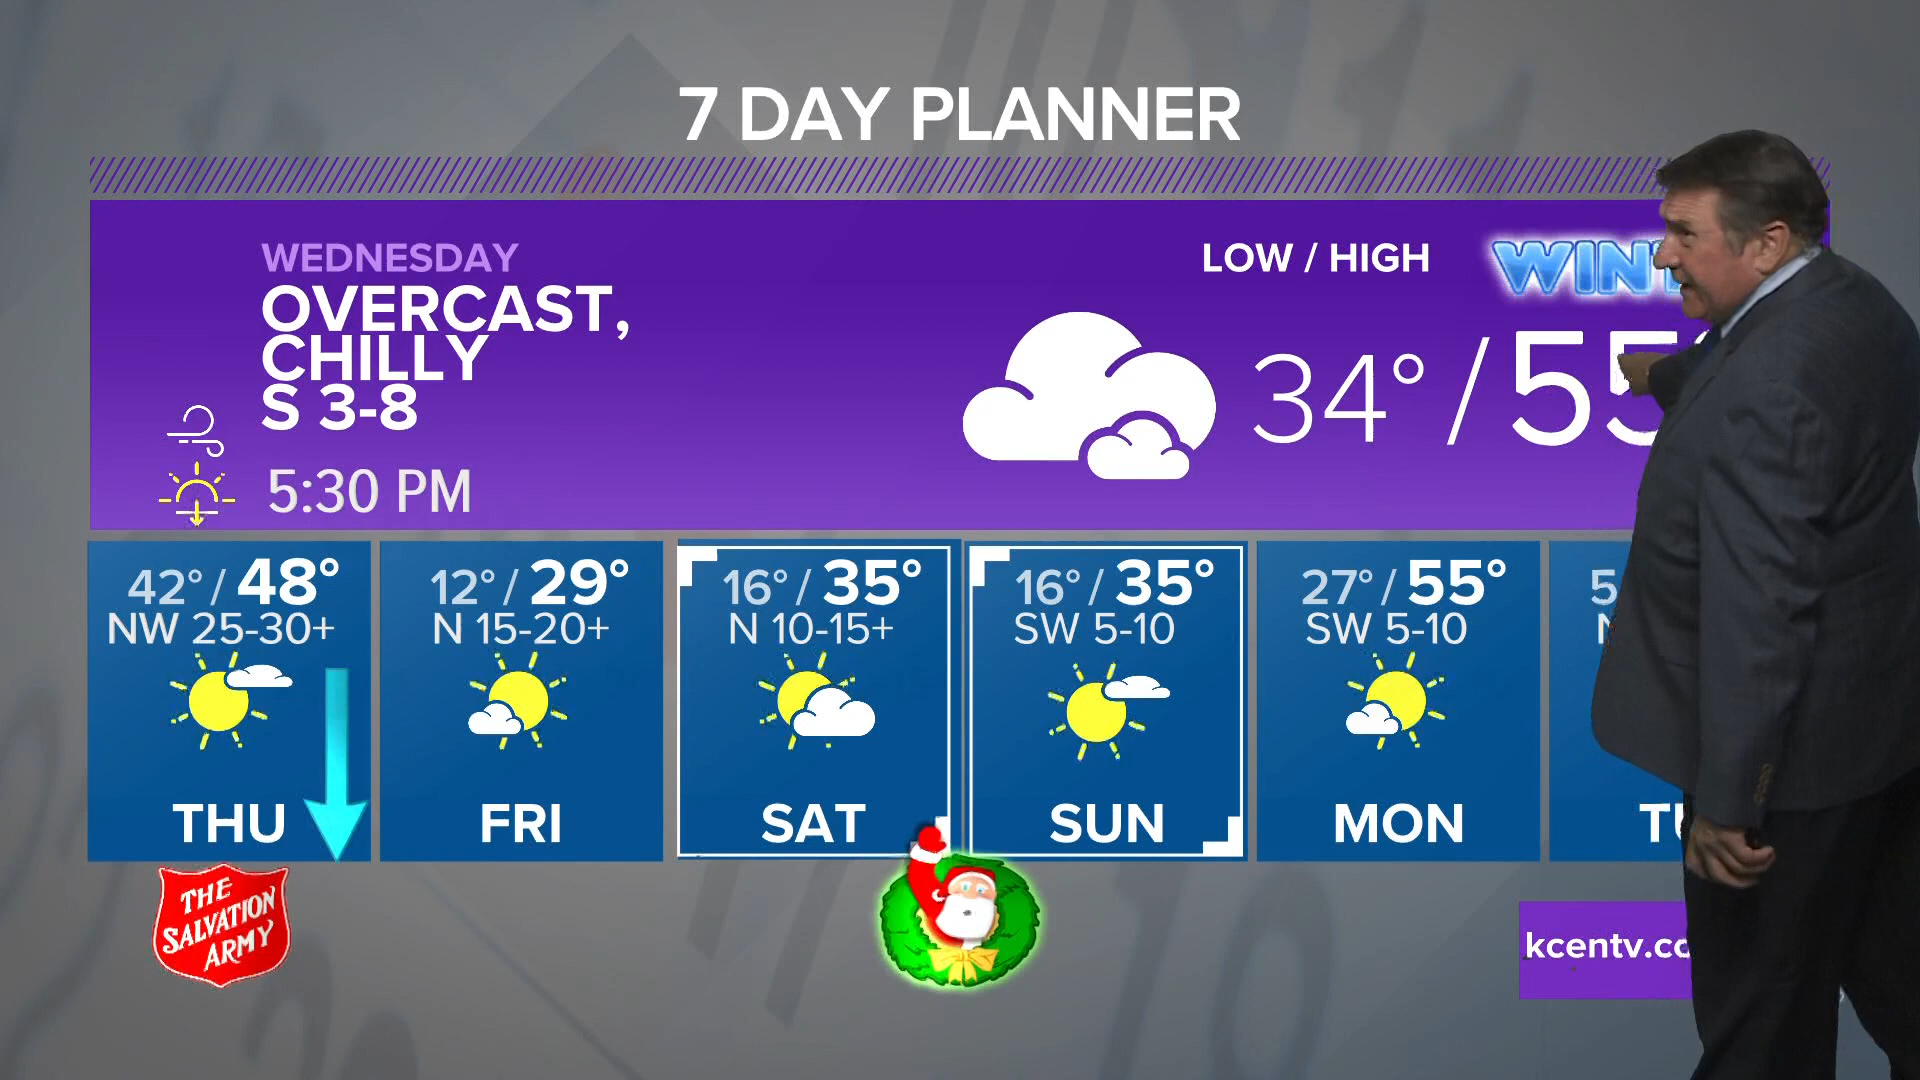 7 DAY PLANNER
WEDNESDAY
OVERCAST,
CHILLY
S 3-8
5:30 PM
LOW / HIGH
34° / 55°
42° / 48°
NW 25-30+
THU
12° / 29°
N 15-20+
FRI
16° / 35°
N 10-15+
SAT
16° / 35°
SW 5-10
SUN
27° / 55°
SW 5-10
MON
THE
SALVATION
ARMY